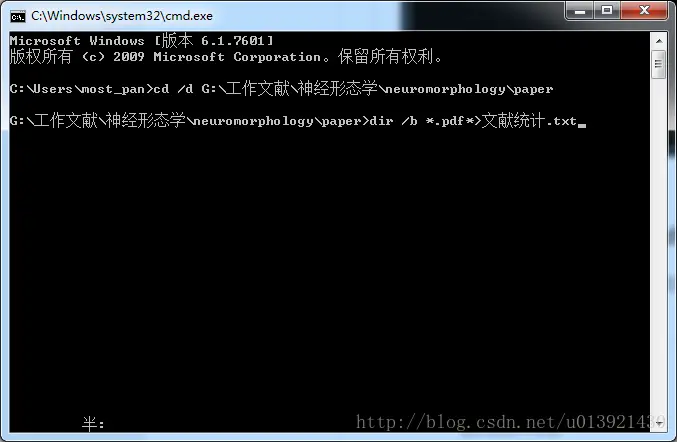 C:\Windows\system32\cmd.exe
Microsoft Windows [版本 6.1.7601]
版权所有 (c) 2009 Microsoft Corporation。保留所有权利。
C:\Users\most_pan>cd /d G:\工作文献\神经形态学\neuromorphology\paper
G:\工作文献\神经形态学\neuromorphology\paper>dir /b *.pdf*>文献统计.txt
半:
http://blog.csdn.net/u013921430